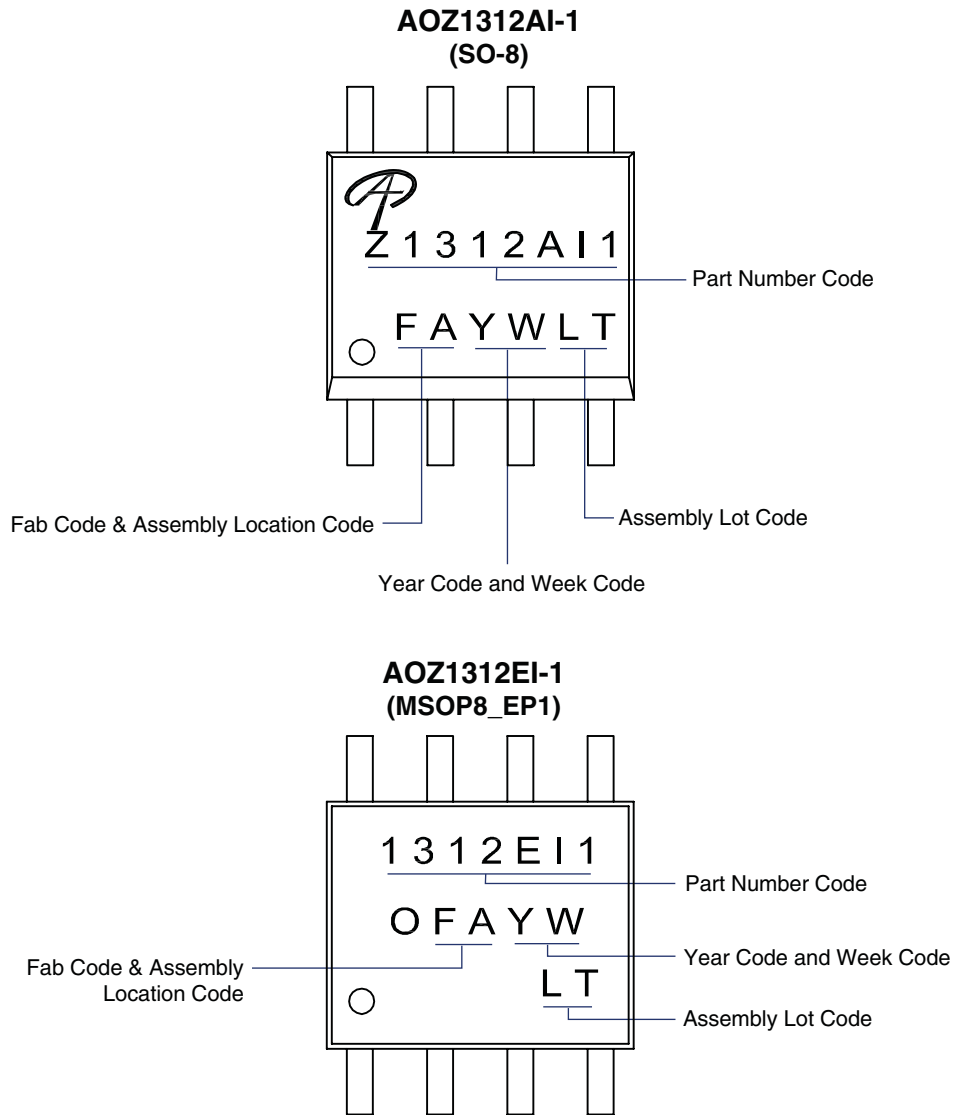 AOZ1312AI-1
(SO-8)
Z1312AI1
Part Number Code
FAYWLT
Fab Code & Assembly Location Code
Assembly Lot Code
Year Code and Week Code
AOZ1312EI-1
(MSOP8_EP1)
1312EI1
Part Number Code
OFAYW
Year Code and Week Code
Fab Code & Assembly
Location Code
LT
Assembly Lot Code